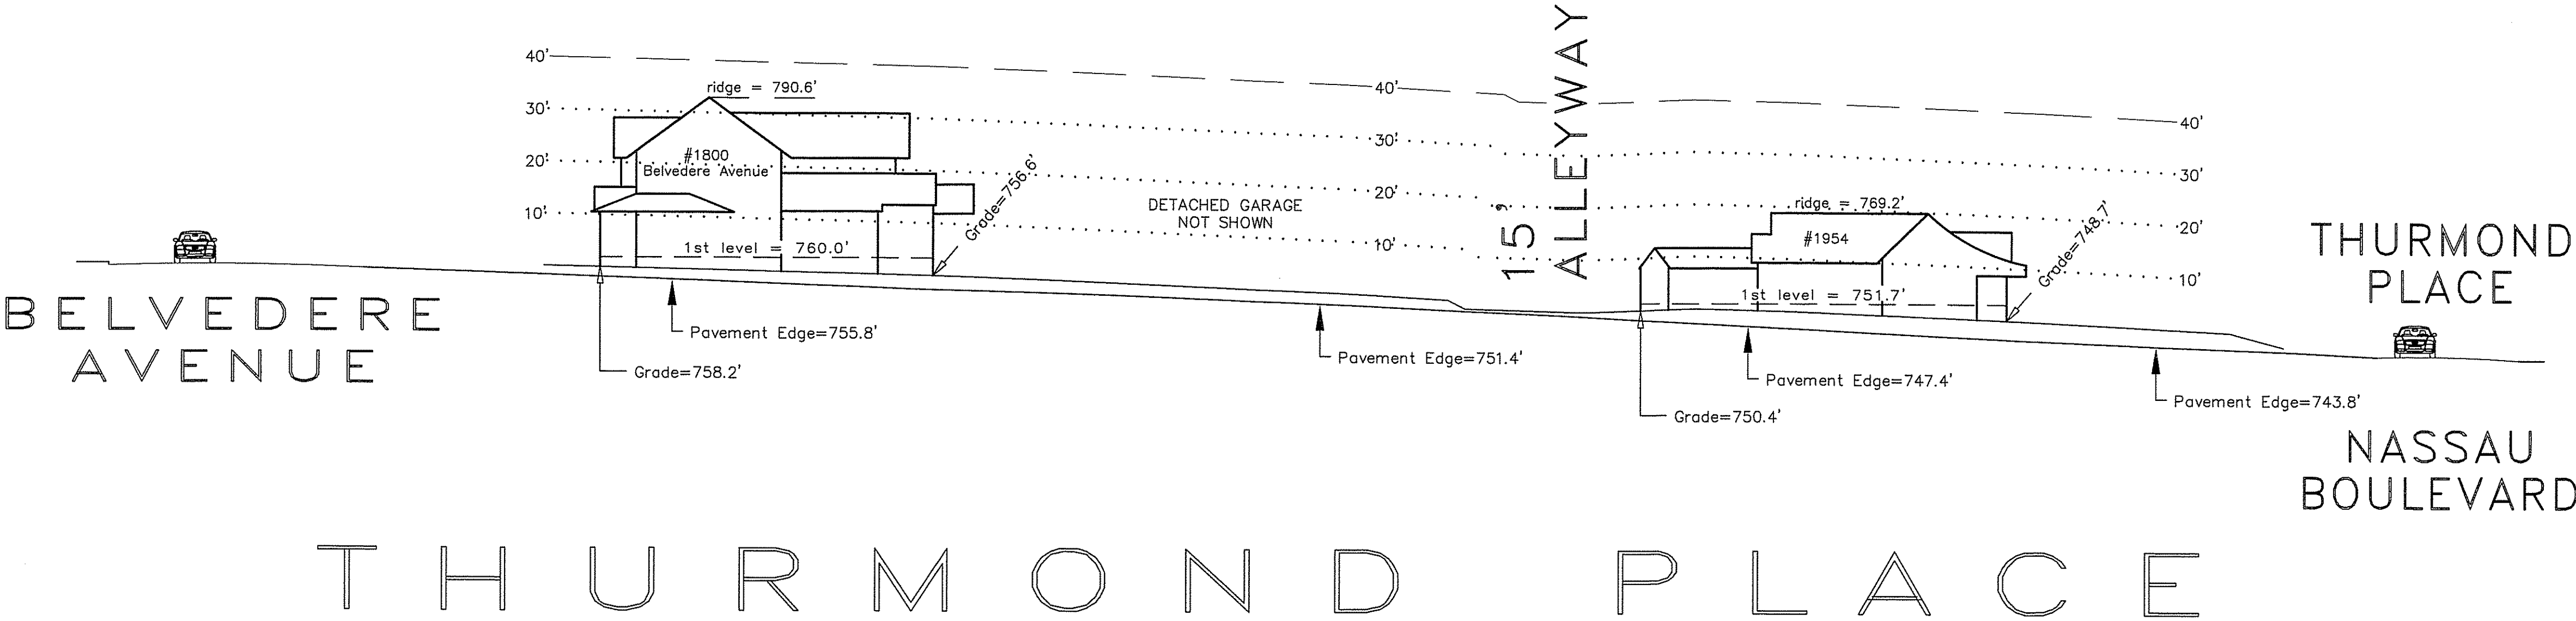 40'
30'
20'
10'
ridge = 790.6'
#1800
Belvedere Avenue
1st level = 760.0'
Grade=756.6'
Grade=758.2'
Pavement Edge=755.8'
BELVEDERE
AVENUE
DETACHED GARAGE
NOT SHOWN
40'
30'
20'
10'
Pavement Edge=751.4'
15'
ALLEYWAY
ridge = 769.2'
#1954
1st level = 751.7'
Grade=748.7'
Grade=750.4'
Pavement Edge=747.4'
40'
30'
20'
10'
Pavement Edge=743.8'
THURMOND
PLACE
NASSAU
BOULEVARD
THURMOND PLACE